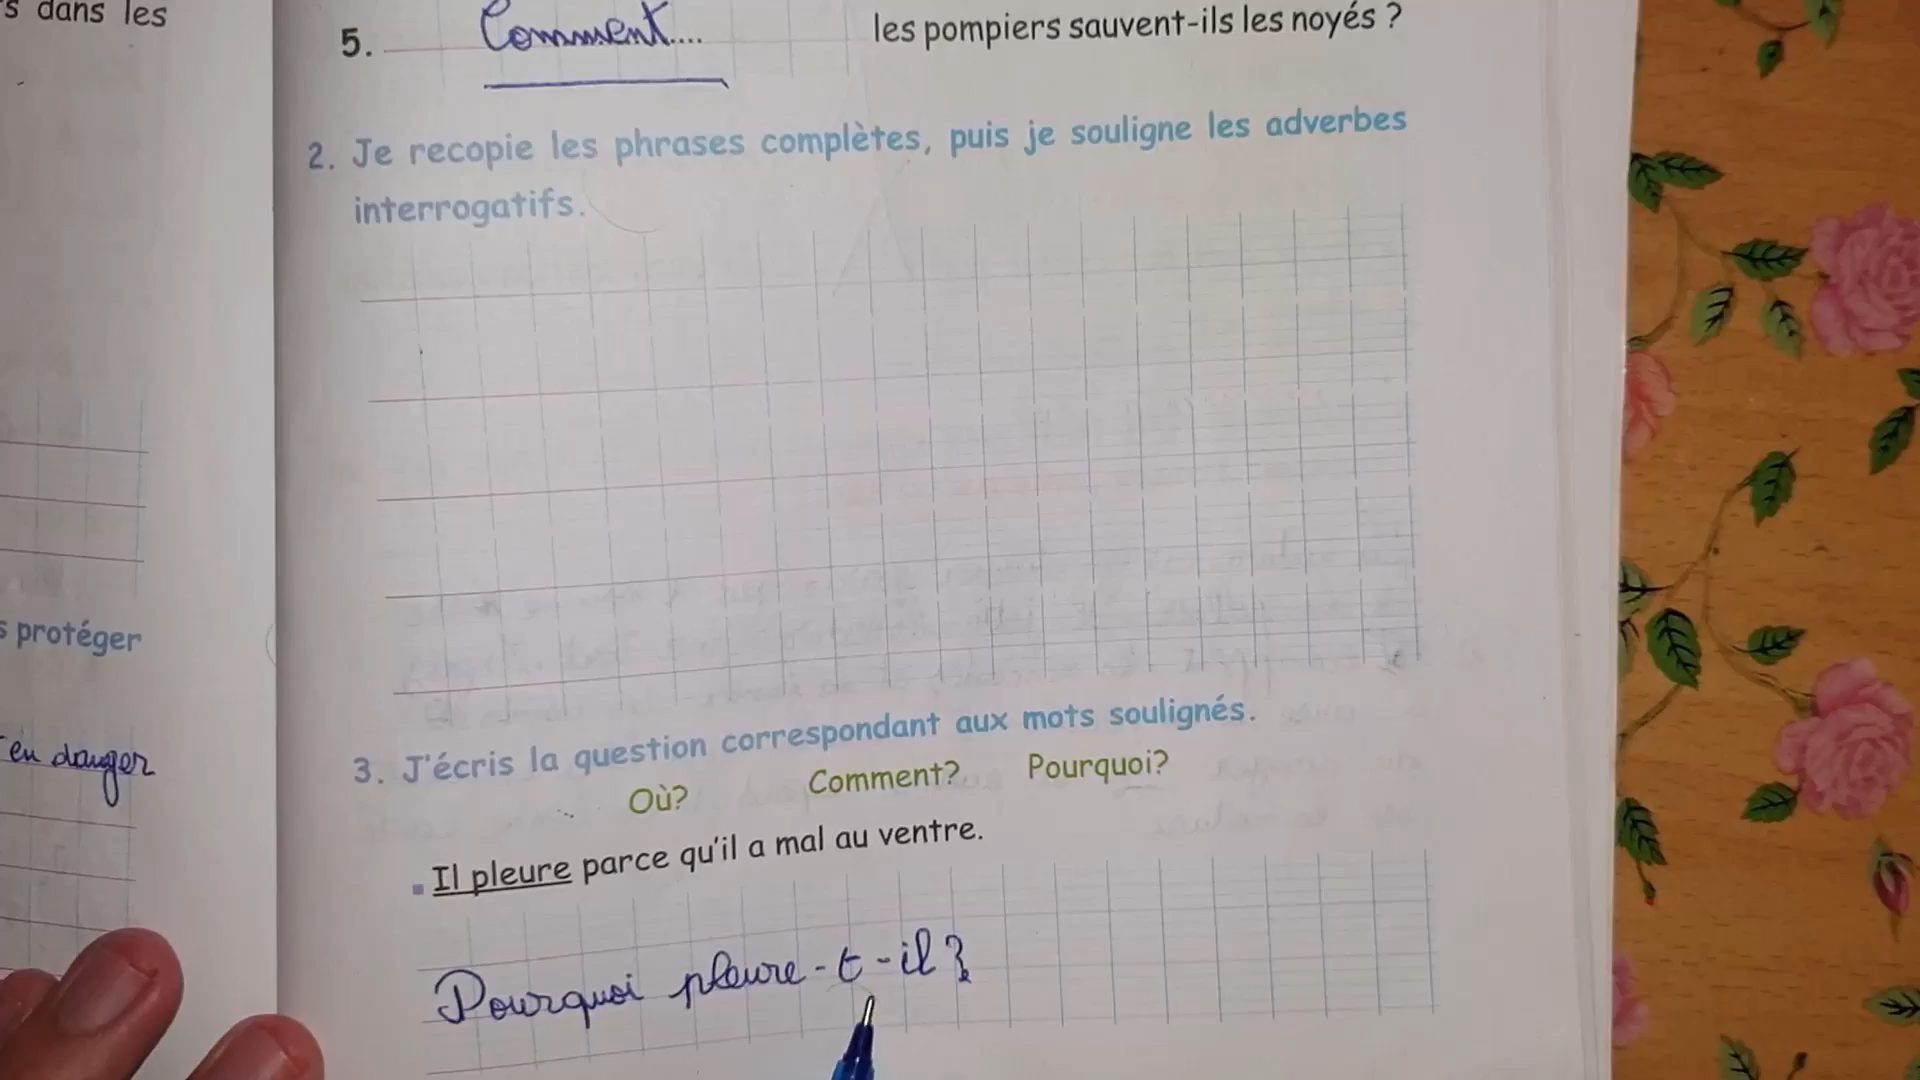 s dans les
5. Comment.... les pompiers sauvent-ils les noyés ?
2. Je recopie les phrases complètes, puis je souligne les adverbes
interrogatifs.
s protéger
en danger
3. J'écris la question correspondant aux mots soulignés.
Où? Comment? Pourquoi?
▪ Il pleure parce qu'il a mal au ventre.
Pourquoi pleure-t-il?